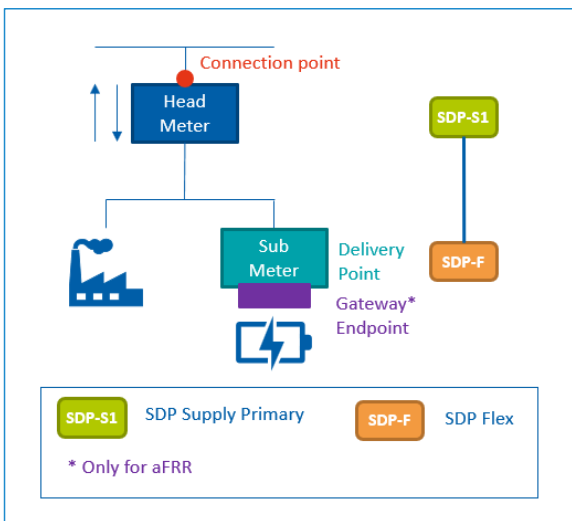 Connection point
Head
Meter
SDP-S1
Sub
Meter
Delivery
Point
SDP-F
Gateway*
Endpoint
SDP-S1 SDP Supply Primary SDP-F SDP Flex
* Only for aFRR